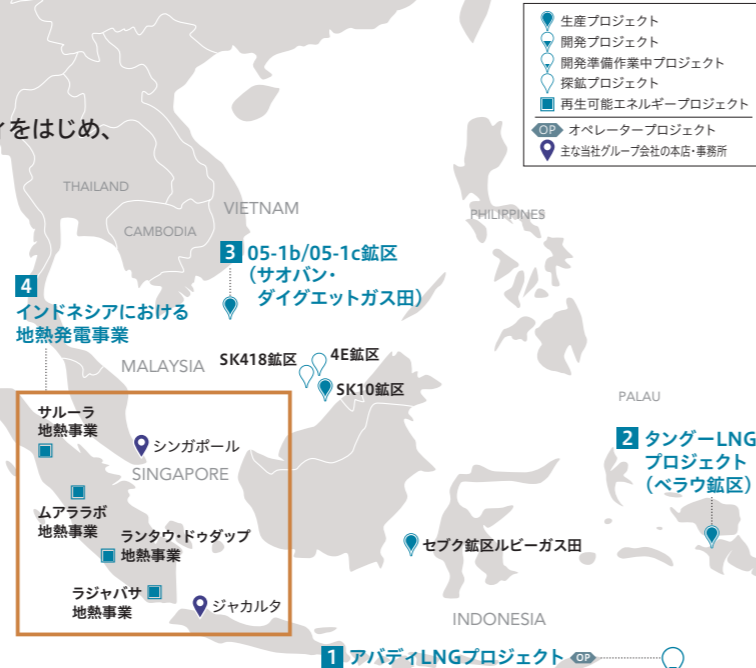 生産プロジェクト
開発プロジェクト
開発準備作業中プロジェクト
探鉱プロジェクト
再生可能エネルギープロジェクト
OP オペレータープロジェクト
主な当社グループ会社の本店・事務所
をはじめ、
THAILAND
VIETNAM
CAMBODIA
PHILIPPINES
3 05-1b/05-1c鉱区
（サオバン・
ダイグエットガス田）
4
インドネシアにおける
地熱発電事業
MALAYSIA
SK418鉱区
4E鉱区
SK10鉱区
PALAU
サルーラ
地熱事業
シンガポール
SINGAPORE
2 タングーLNG
プロジェクト
（ベラウ鉱区）
ムアララボ
地熱事業
ランタウ・ドゥダップ
地熱事業
セブク鉱区ルビーガス田
ラジャバサ
地熱事業
ジャカルタ
INDONESIA
1 アバディLNGプロジェクト OP